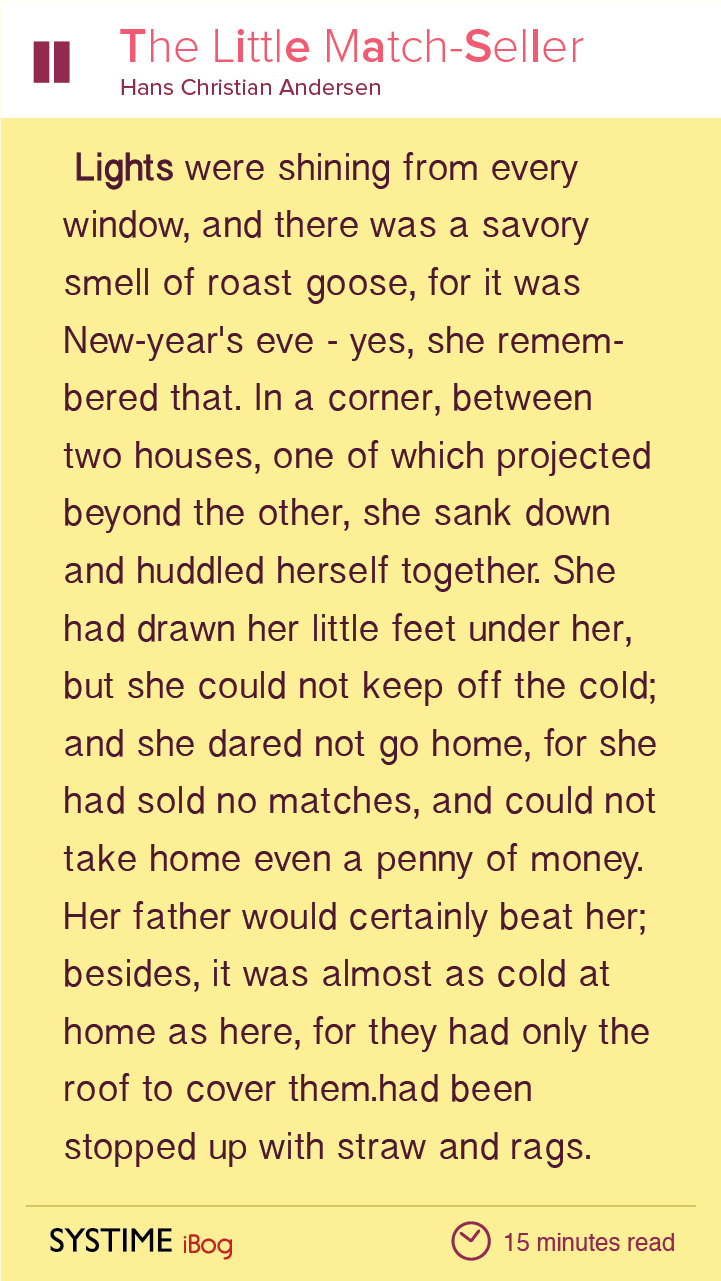 The Little Match-Seller
Hans Christian Andersen
Lights were shining from every
window, and there was a savory
smell of roast goose, for it was
New-year's eve - yes, she remem-
bered that. In a corner, between
two houses, one of which projected
beyond the other, she sank down
and huddled herself together. She
had drawn her little feet under her,
but she could not keep off the cold;
and she dared not go home, for she
had sold no matches, and could not
take home even a penny of money.
Her father would certainly beat her;
besides, it was almost as cold at
home as here, for they had only the
roof to cover them.had been
stopped up with straw and rags.
SYSTIME iBog
15 minutes read